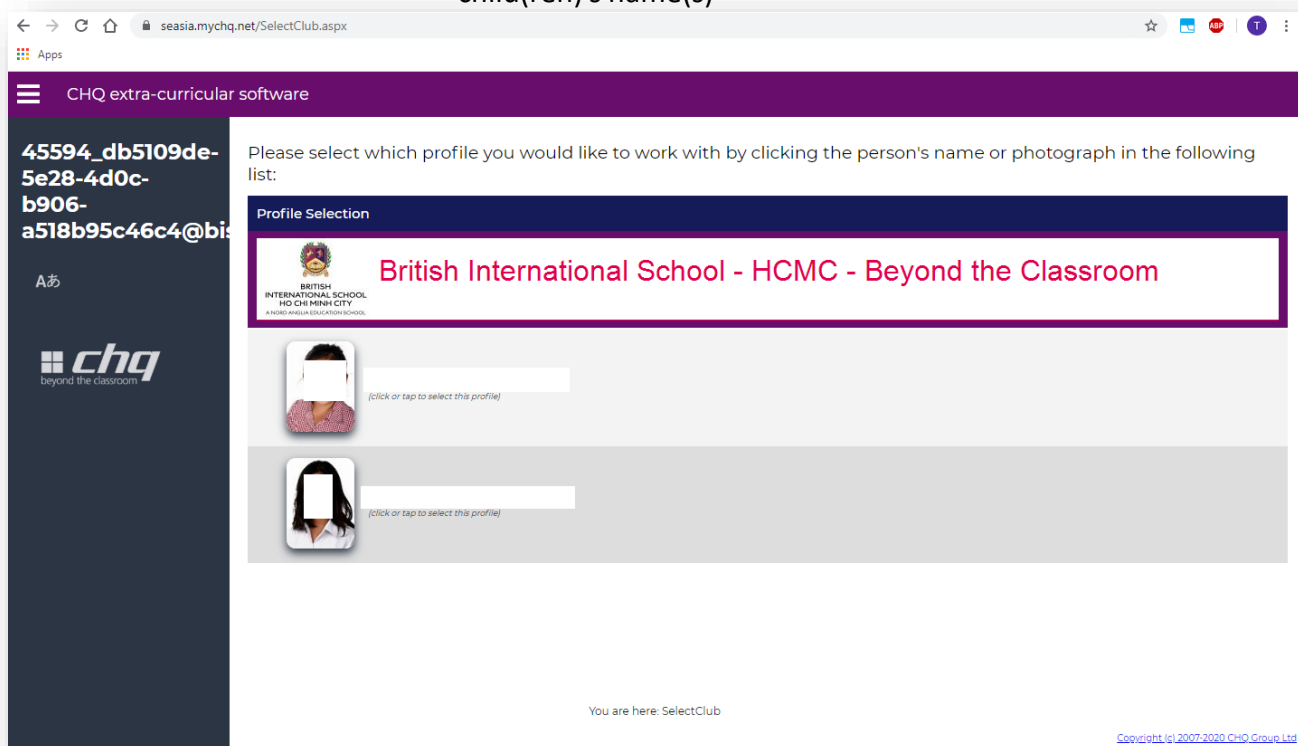 child(ren)'s name(s)
seasia.mychq.net/SelectClub.aspx
ABP
T
Apps
CHQ extra-curricular software
45594_db5109de-
5e28-4d0c-
b906-
a518b95c46c4@bis
Aあ
chq
beyond the classroom
Please select which profile you would like to work with by clicking the person's name or photograph in the following
list:
Profile Selection
BRITISH
INTERNATIONAL SCHOOL
HO CHI MINH CITY
A NORD ANGLIA EDUCATION SCHOOL
British International School - HCMC - Beyond the Classroom
(click or tap to select this profile)
(click or tap to select this profile)
You are here: SelectClub
Copyright (c) 2007-2020 CHQ Group Ltd